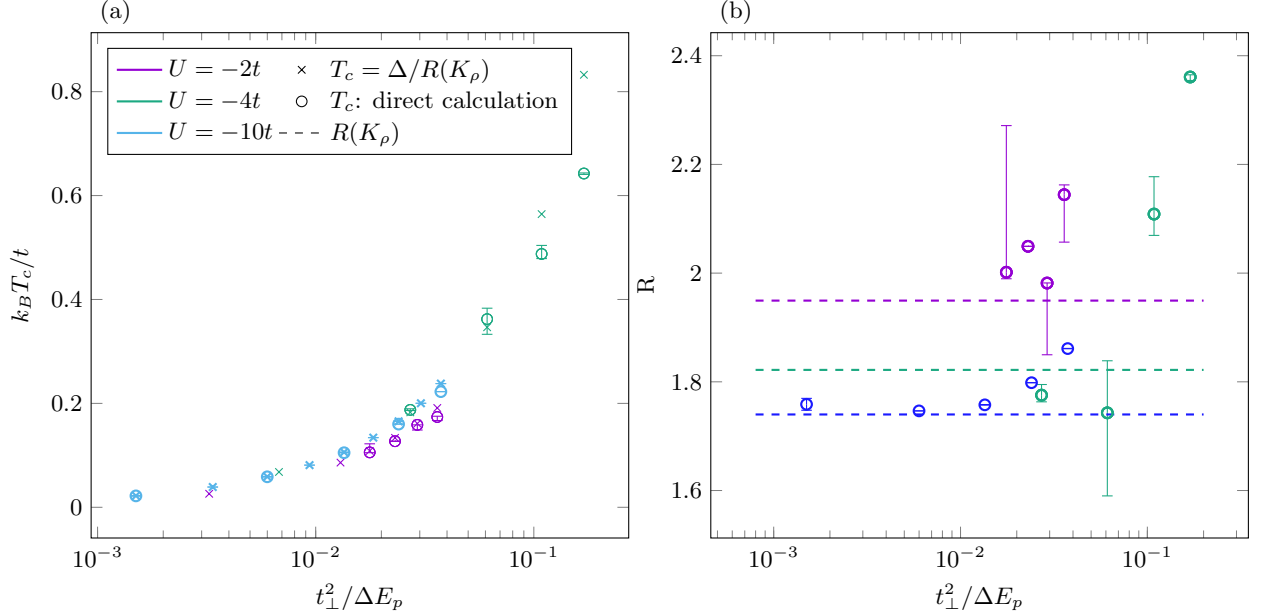 (a)
(b)
U = −2t
T_c = Δ/R(K_ρ)
U = −4t
T_c: direct calculation
U = −10t
R(K_ρ)
k_B T_c/t
0.8
0.6
0.4
0.2
0
10^{−3}
10^{−2}
10^{−1}
t_⊥^2/ΔE_p
R
2.4
2.2
2
1.8
1.6
10^{−3}
10^{−2}
10^{−1}
t_⊥^2/ΔE_p